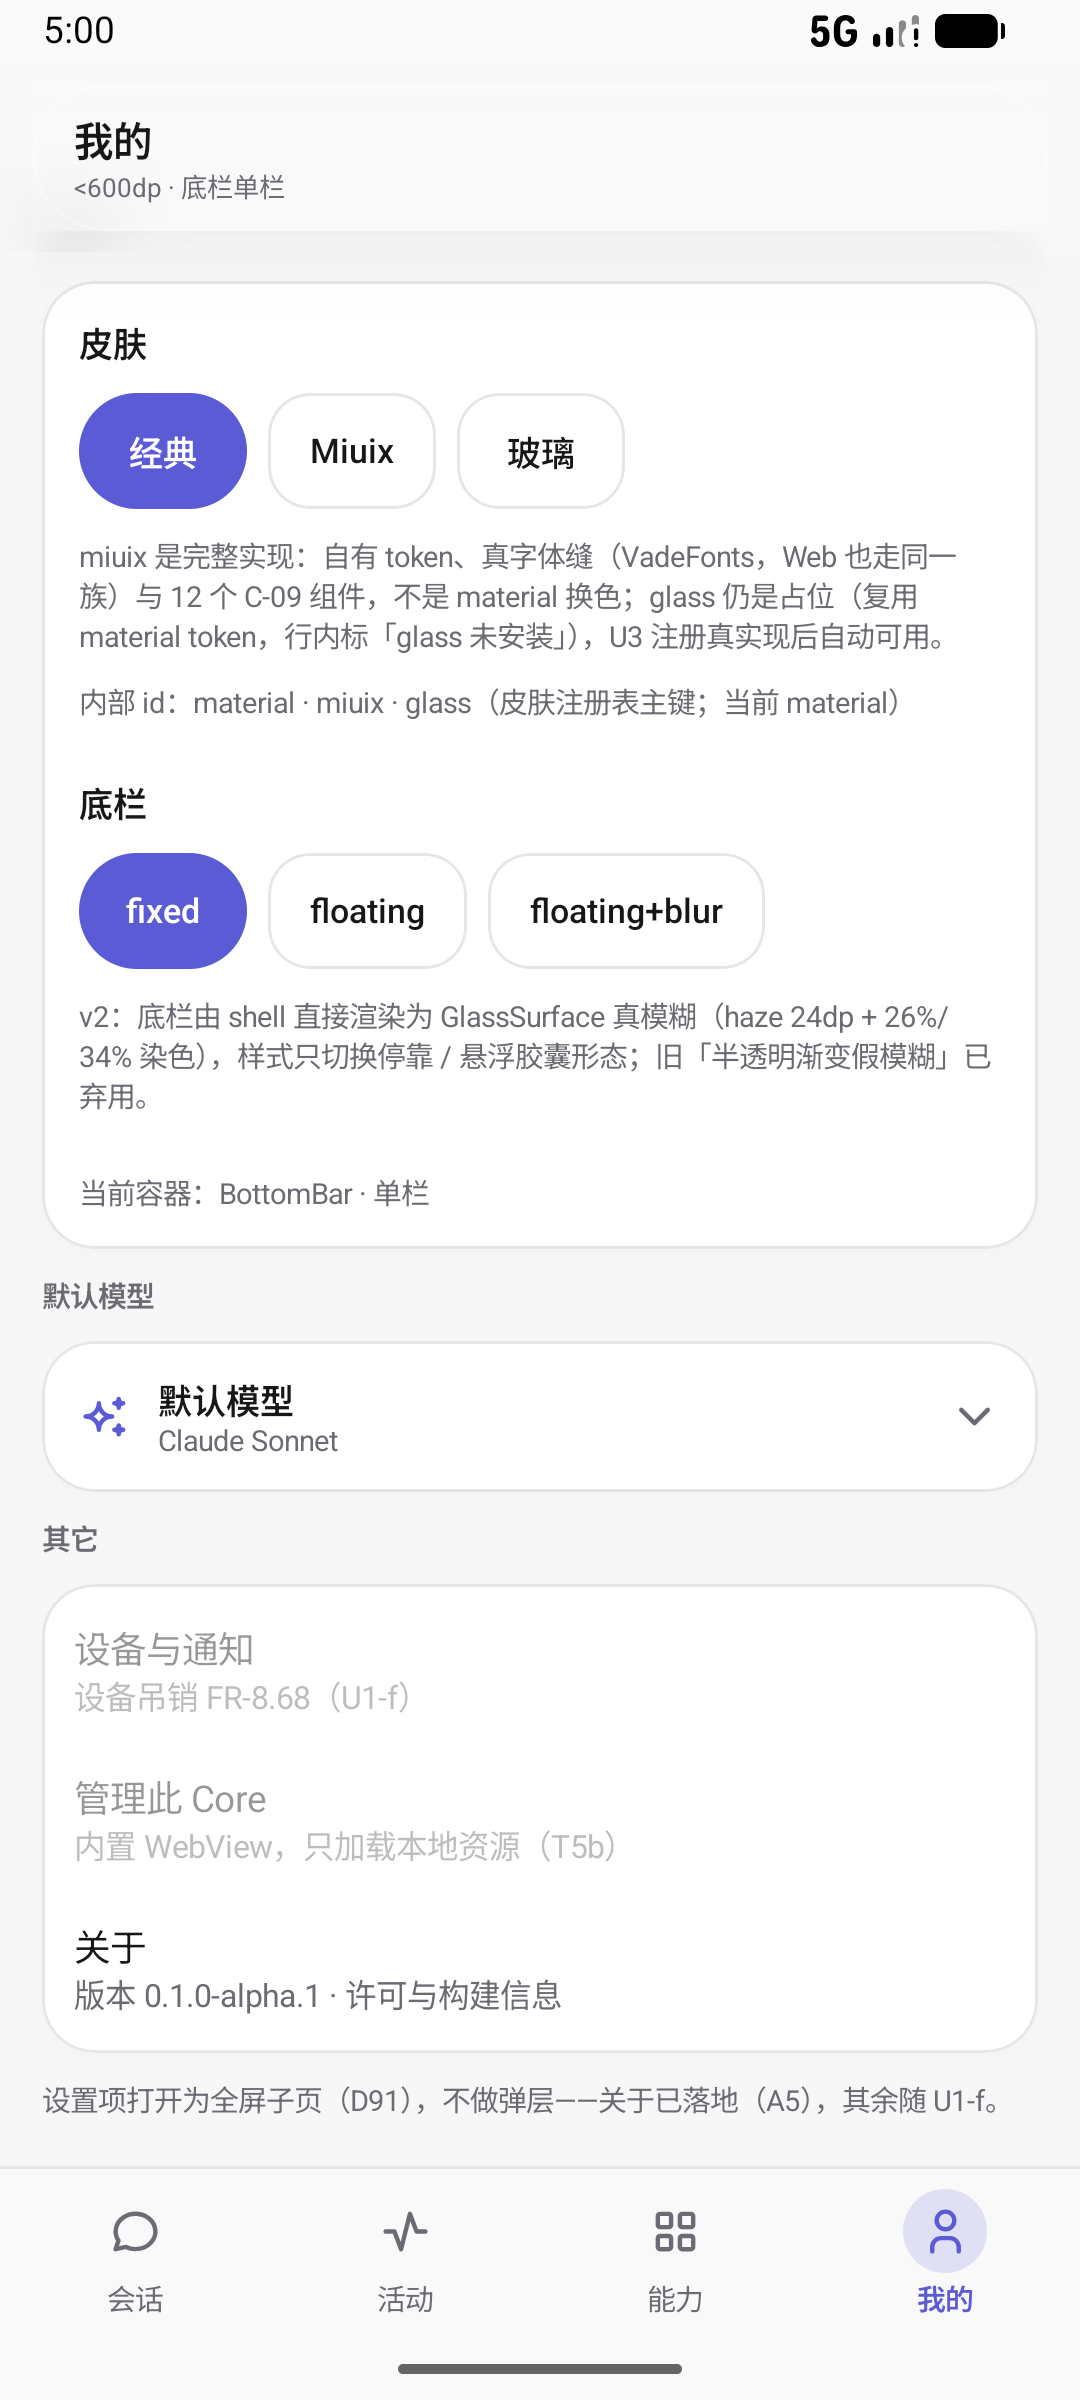 5:00
5G
我的
<600dp · 底栏单栏
皮肤
经典
Miuix
玻璃
miuix 是完整实现：自有 token、真字体缝（VadeFonts，Web 也走同一
族）与 12 个 C-09 组件，不是 material 换色；glass 仍是占位（复用
material token，行内标「glass 未安装」），U3 注册真实现后自动可用。
内部 id：material · miuix · glass（皮肤注册表主键；当前 material）
底栏
fixed
floating
floating+blur
v2：底栏由 shell 直接渲染为 GlassSurface 真模糊（haze 24dp + 26%/
34% 染色），样式只切换停靠 / 悬浮胶囊形态；旧「半透明渐变假模糊」已
弃用。
当前容器：BottomBar · 单栏
默认模型
默认模型
Claude Sonnet
其它
设备与通知
设备吊销 FR-8.68（U1-f）
管理此 Core
内置 WebView，只加载本地资源（T5b）
关于
版本 0.1.0-alpha.1 · 许可与构建信息
设置项打开为全屏子页（D91），不做弹层——关于已落地（A5），其余随 U1-f。
会话
活动
能力
我的